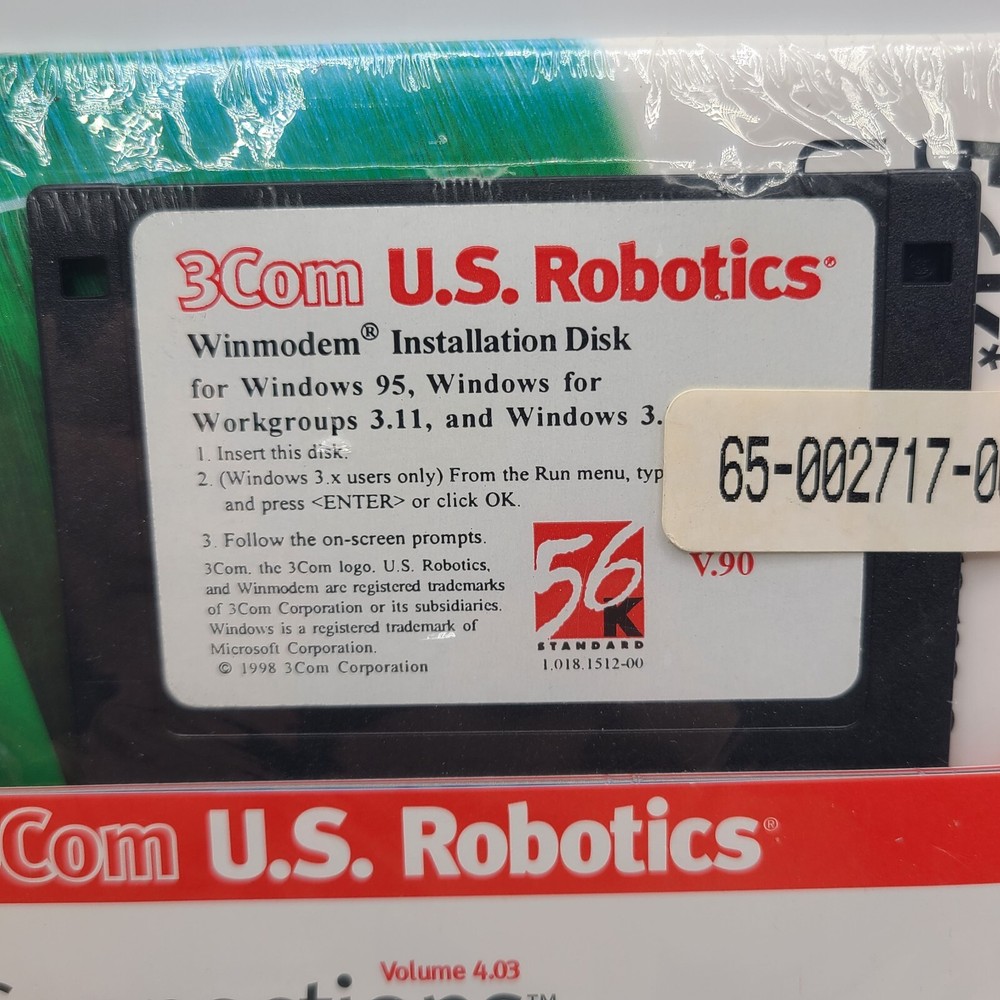 3Com U.S. Robotics®
Winmodem® Installation Disk
for Windows 95, Windows for
Workgroups 3.11, and Windows 3.
1. Insert this disk.
2. (Windows 3.x users only) From the Run menu, typ
and press <ENTER> or click OK.
3. Follow the on-screen prompts.
3Com, the 3Com logo, U.S. Robotics,
and Winmodem are registered trademarks
of 3Com Corporation or its subsidiaries.
Windows is a registered trademark of
Microsoft Corporation.
© 1998 3Com Corporation
56K
STANDARD
1.018.1512-00
V.90
65-002717-0
Com U.S. Robotics®
Volume 4.03